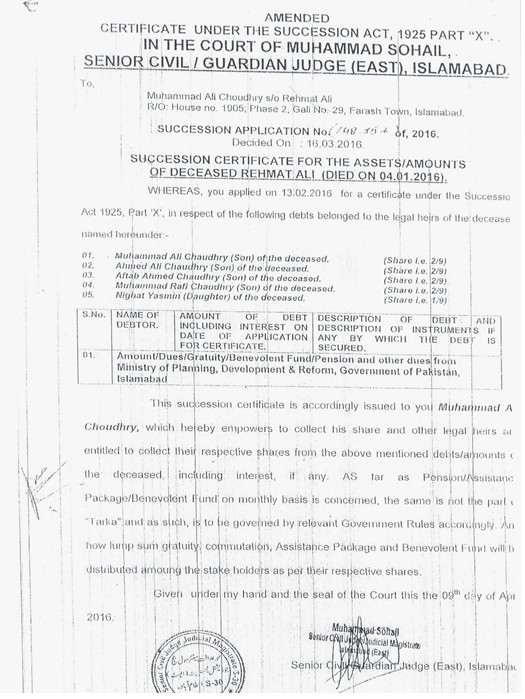 AMENDED
CERTIFICATE UNDER THE SUCCESSION ACT, 1925 PART "X".
IN THE COURT OF MUHAMMAD SOHAIL,
SENIOR CIVIL / GUARDIAN JUDGE (EAST), ISLAMABAD
To,
Muhammad Ali Choudhry s/o Rehmat Ali
R/O: House no. 1905, Phase 2, Gali No. 29, Farash Town, Islamabad.
SUCCESSION APPLICATION No. of, 2016.
Decided On : 16.03.2016
SUCCESSION CERTIFICATE FOR THE ASSETS/AMOUNTS
OF DECEASED REHMAT ALI (DIED ON 04.01.2016).
WHEREAS, you applied on 13.02.2016 for a certificate under the Successio
Act 1925, Part 'X', in respect of the following debts belonged to the legal heirs of the decease
named hereunder:-
01. Muhammad Ali Chaudhry (Son) of the deceased. (Share i.e. 2/9)
02. Ahmed Ali Chaudhry (Son) of the deceased. (Share i.e. 2/9)
03. Aftab Ahmed Chaudhry (Son) of the deceased. (Share i.e. 2/9)
04. Muhammad Rafi Chaudhry (Son) of the deceased. (Share i.e. 2/9)
05. Nighat Yasmin (Daughter) of the deceased. (Share i.e. 1/9)
S.No. NAME OF DEBTOR. AMOUNT OF DEBT INCLUDING INTEREST ON DATE OF APPLICATION FOR CERTIFICATE. DESCRIPTION OF DEBT AND DESCRIPTION OF INSTRUMENTS IF ANY BY WHICH THE DEBT IS SECURED.
01. Amount/Dues/Gratuity/Benevolent Fund/Pension and other dues from
Ministry of Planning, Development & Reform, Government of Pakistan,
Islamabad
This succession certificate is accordingly issued to you Muhammad A
Choudhry, which hereby empowers to collect his share and other legal heirs ar
entitled to collect their respective shares from the above mentioned debts/amounts o
the deceased, including interest, if any. AS far as Pension/Assistanc
Package/Benevolent Fund on monthly basis is concerned, the same is not the part o
"Tarka" and as such, is to be governed by relevant Government Rules accordingly. An
how lump sum gratuity, commutation, Assistance Package and Benevolent Fund will b
distributed amoung the stake holders as per their respective shares.
Given under my hand and the seal of the Court this the 09th day of Apr
2016.
Muhammad Sohail
Senior Civil Judge/Judicial Magistrate
Islamabad (East)
Senior Civil/Guardian Judge (East), Islamabad
Civil Judge Judicial Magistrate S-30
S-30